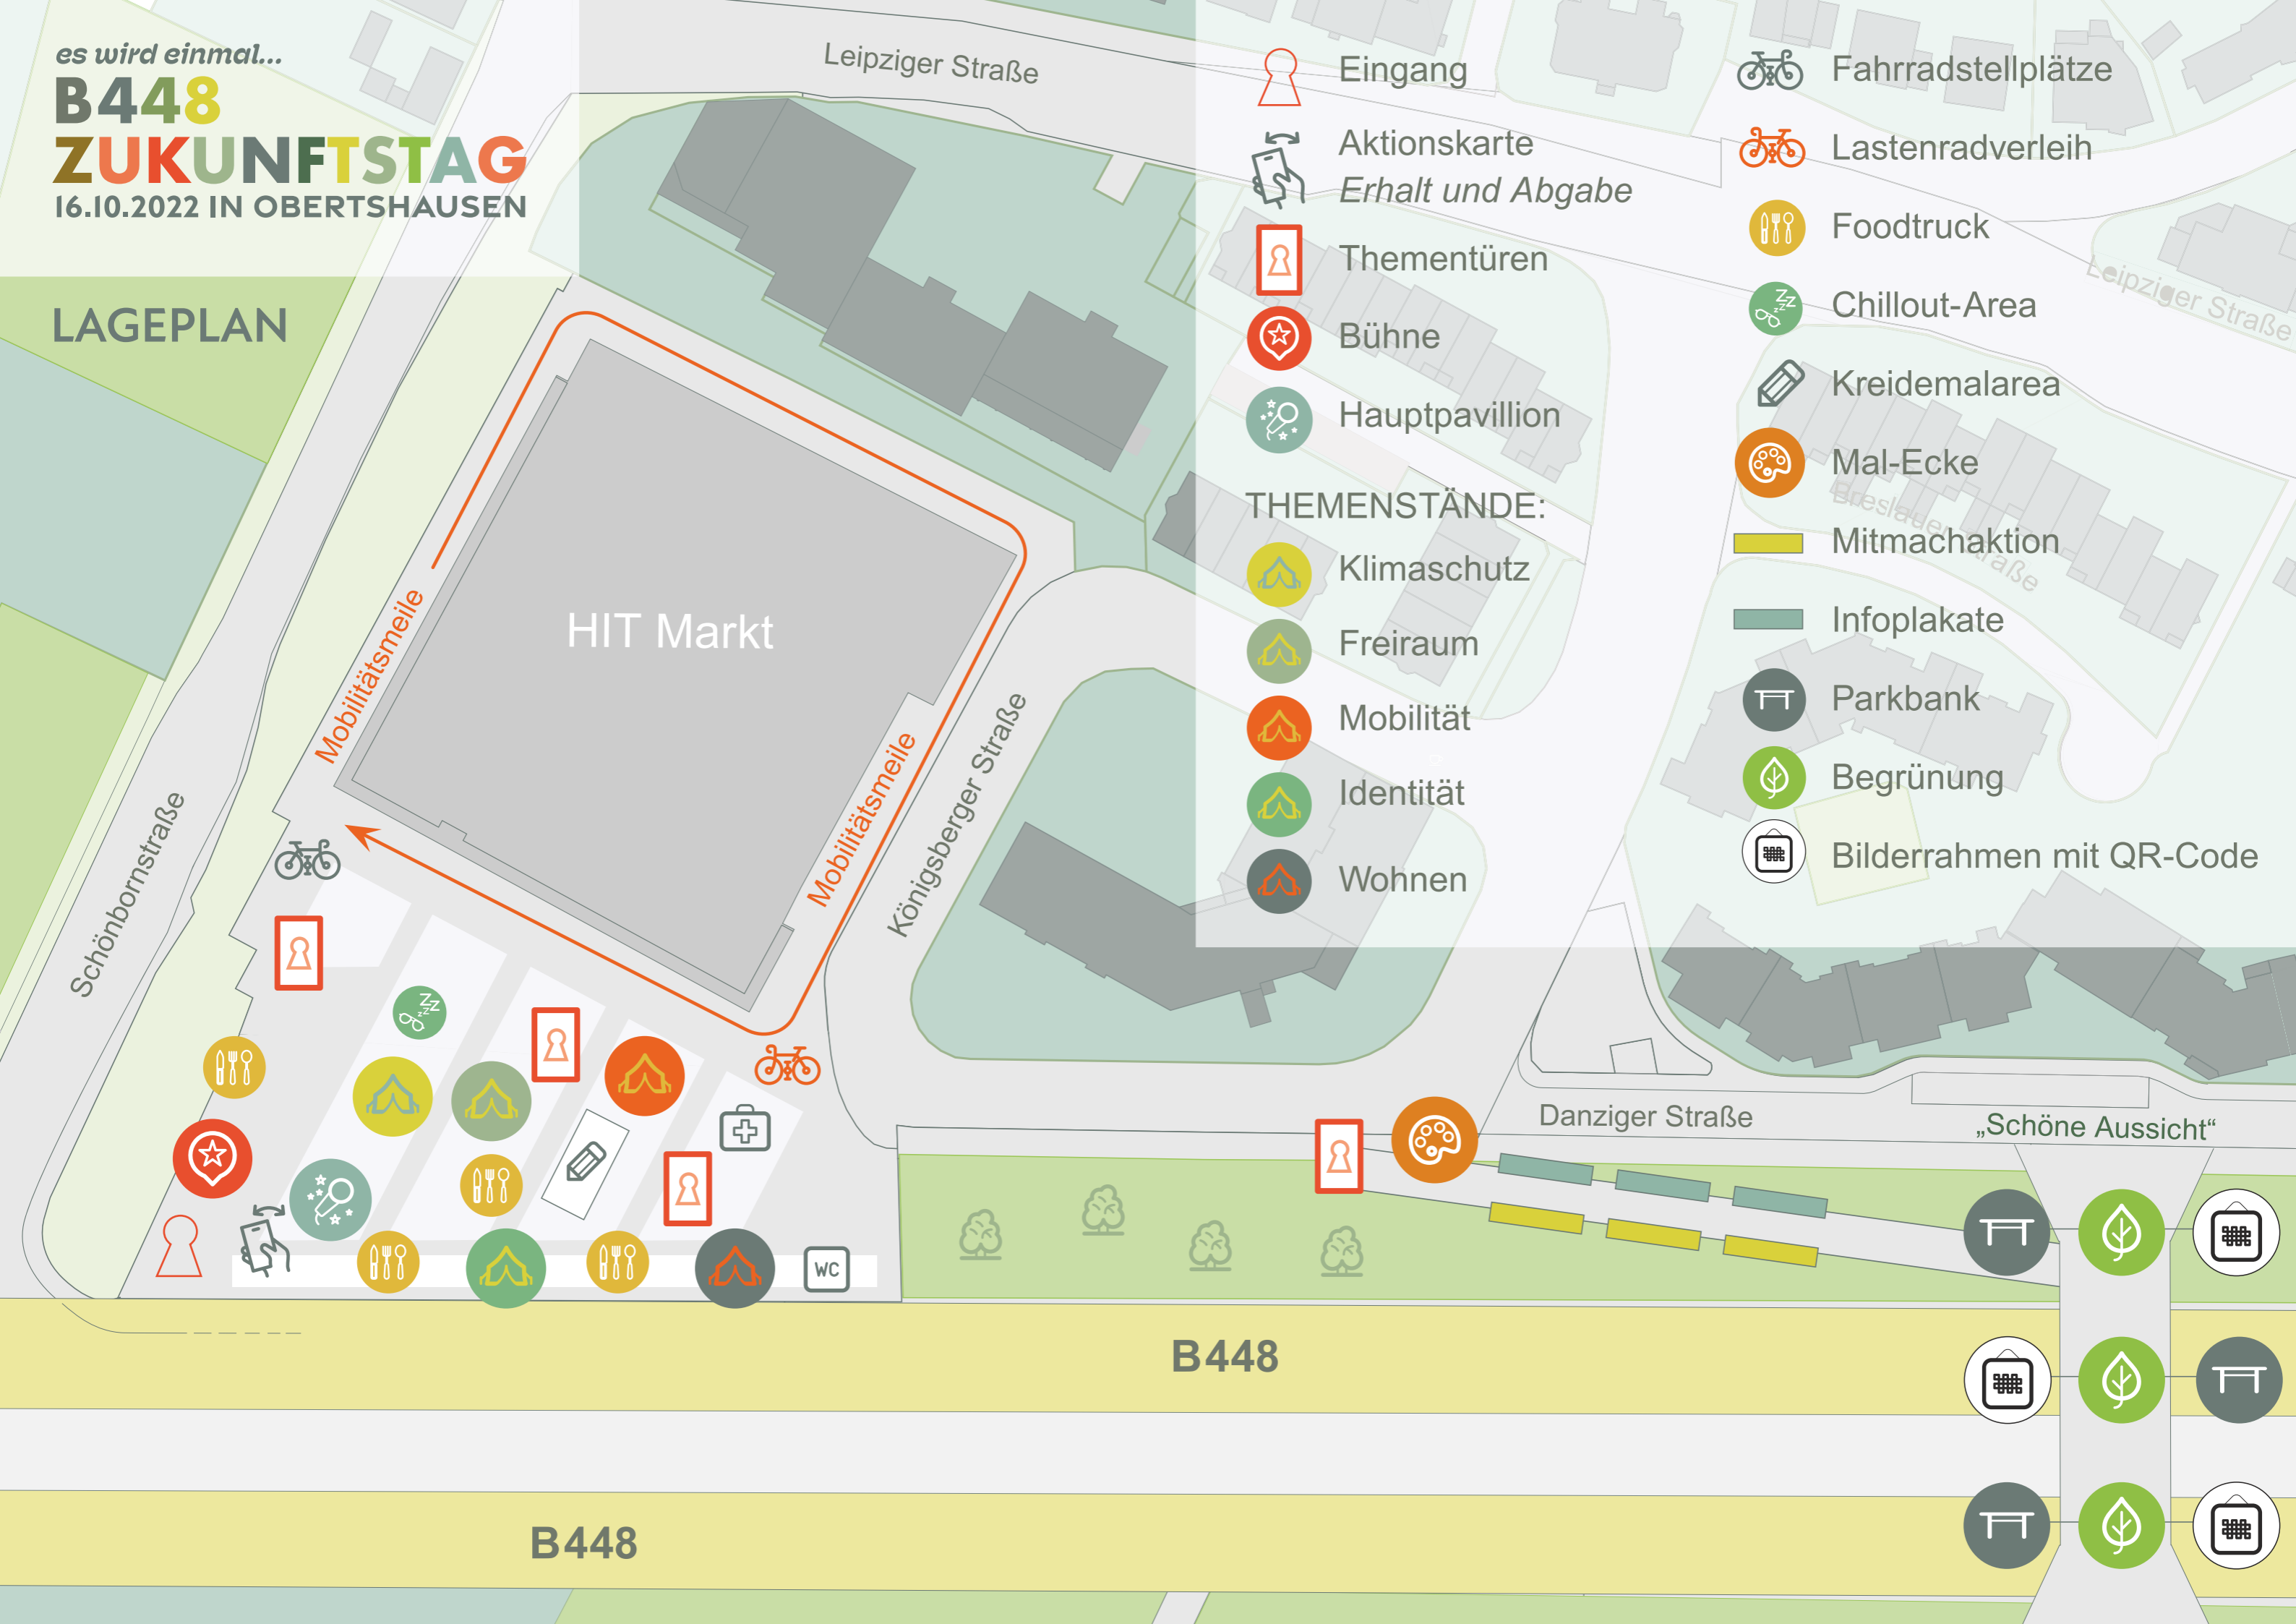 es wird einmal...
B448
ZUKUNFTSTAG
16.10.2022 IN OBERTSHAUSEN
LAGEPLAN
Leipziger Straße
Eingang
Aktionskarte
Erhalt und Abgabe
Thementüren
Bühne
Hauptpavillion
THEMENSTÄNDE:
Klimaschutz
Freiraum
Mobilität
Identität
Wohnen
Fahrradstellplätze
Lastenradverleih
Foodtruck
Chillout-Area
Kreidemalarea
Mal-Ecke
Mitmachaktion
Infoplakate
Parkbank
Begrünung
Bilderrahmen mit QR-Code
Leipziger Straße
Breslauer Straße
HIT Markt
Mobilitätsmeile
Mobilitätsmeile
Königsberger Straße
Schönbornstraße
Danziger Straße
„Schöne Aussicht“
WC
B448
B448